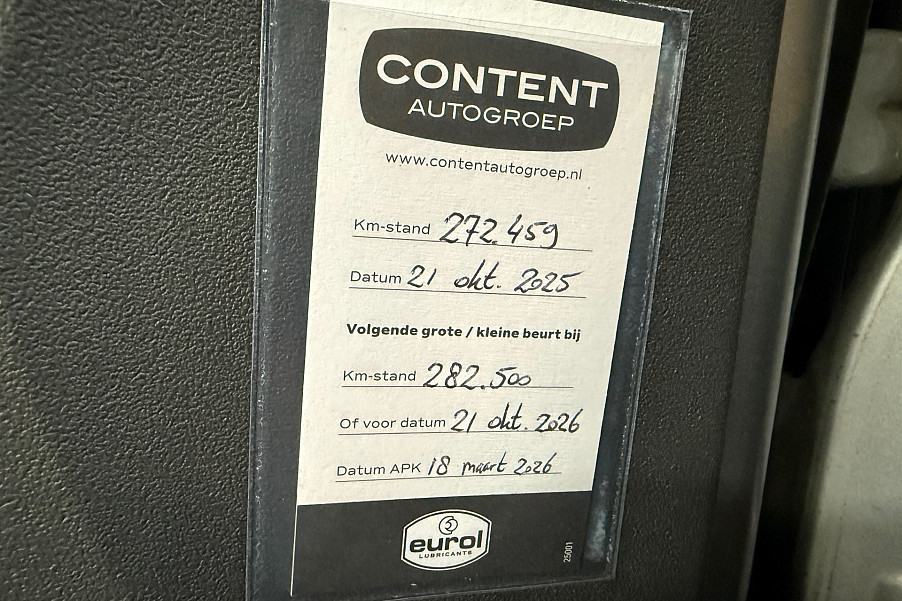 CONTENT
AUTOGROEP
www.contentautogroep.nl
Km-stand 272.459
Datum 21 okt. 2025
Volgende grote / kleine beurt bij
Km-stand 282.500
Of voor datum 21 okt. 2026
Datum APK 18 maart 2026
eurol
LUBRICANTS
25001